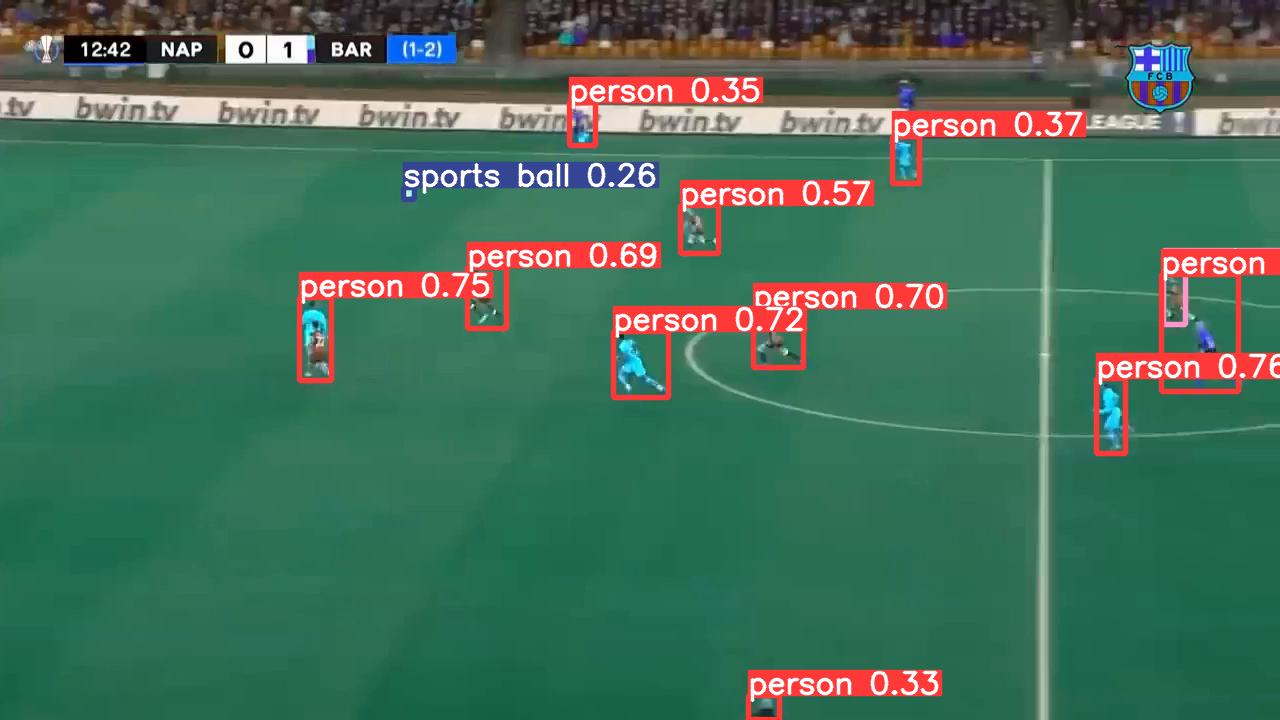 12:42 NAP 0 1 BAR (1-2)
FCB
person 0.35
.tv bwin.tv bwin.tv bwin.tv bwin bwin.tv bwin.tv LEAGUE bwin
person 0.37
sports ball 0.26
person 0.57
person 0.69
person
person 0.75
person 0.70
person 0.72
person 0.76
person 0.33